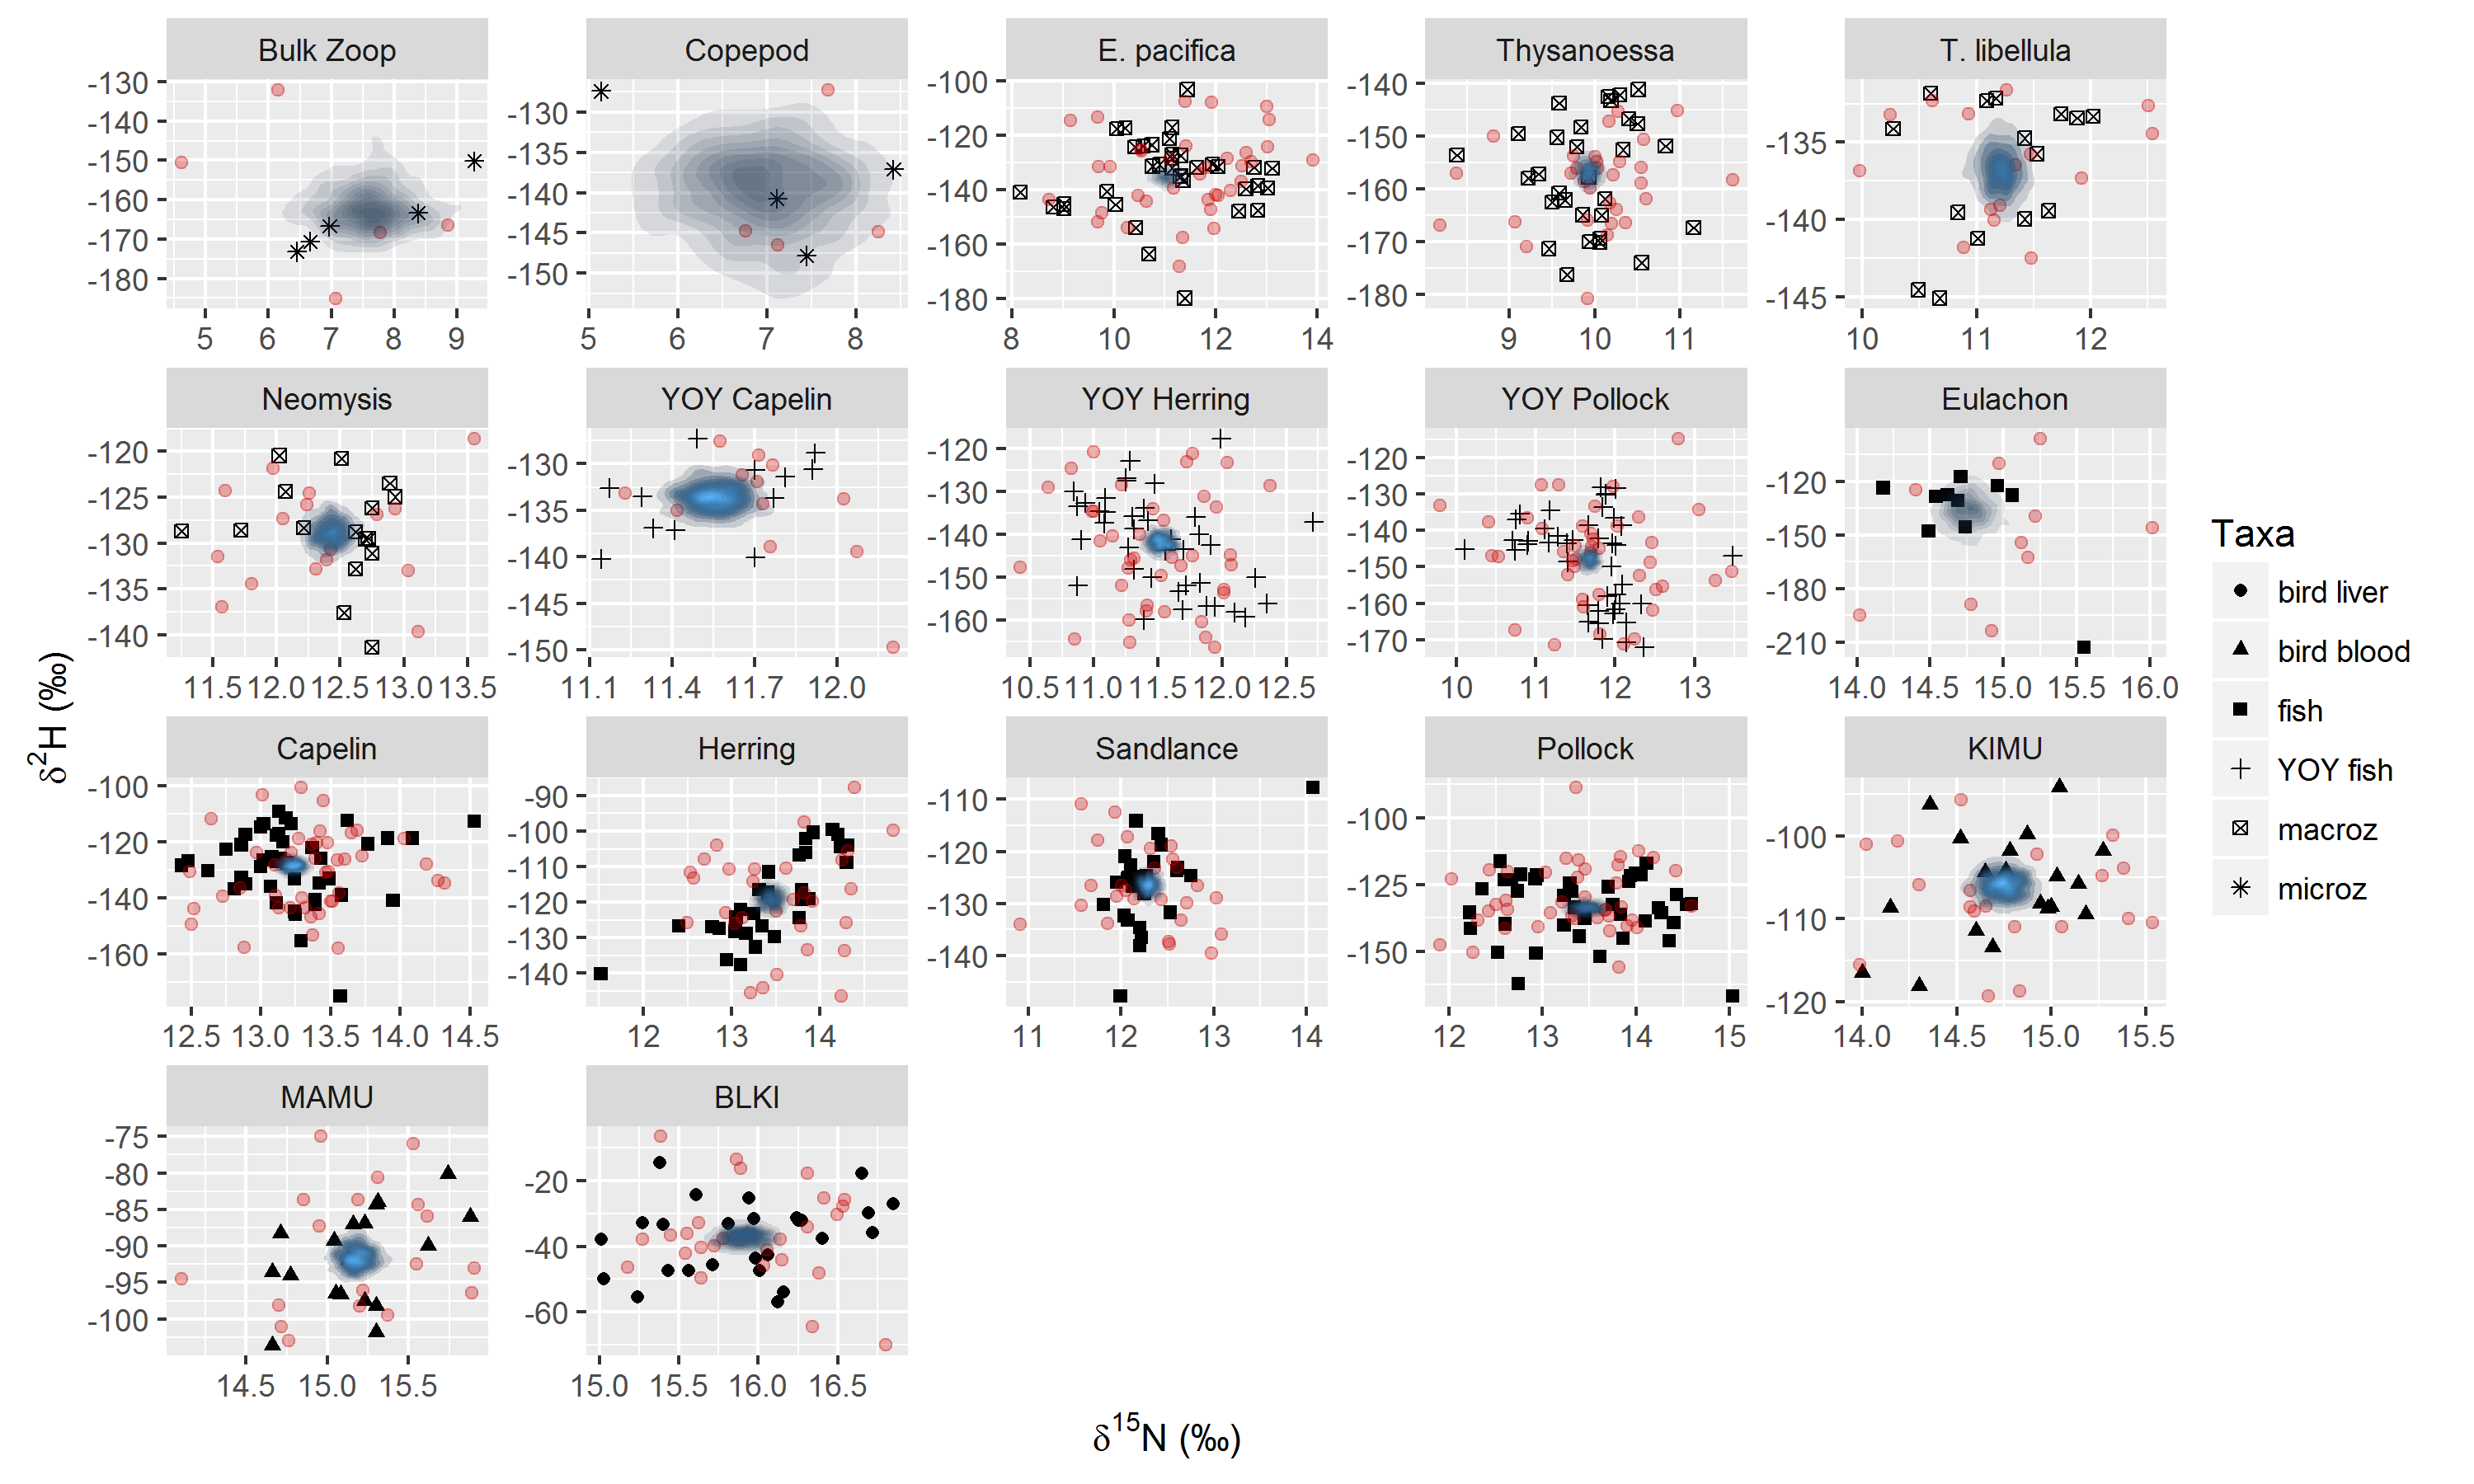 Bulk Zoop Copepod E. pacifica Thysanoessa T. libellula
-130 -140 -150 -160 -170 -180
-130 -135 -140 -145 -150
-100 -120 -140 -160 -180
-140 -150 -160 -170 -180
-135 -140 -145
5 6 7 8 9 5 6 7 8 8 10 12 14 9 10 11 10 11 12
Neomysis YOY Capelin YOY Herring YOY Pollock Eulachon
-120 -125 -130 -135 -140
-130 -135 -140 -145 -150
-120 -130 -140 -150 -160
-120 -130 -140 -150 -160 -170
-120 -150 -180 -210
11.5 12.0 12.5 13.0 13.5 11.1 11.4 11.7 12.0 10.5 11.0 11.5 12.0 12.5 10 11 12 13 14.0 14.5 15.0 15.5 16.0
Capelin Herring Sandlance Pollock KIMU
-100 -120 -140 -160
-90 -100 -110 -120 -130 -140
-110 -120 -130 -140
-100 -125 -150
-100 -110 -120
12.5 13.0 13.5 14.0 14.5 12 13 14 11 12 13 14 12 13 14 15 14.0 14.5 15.0 15.5
MAMU BLKI
-75 -80 -85 -90 -95 -100
-20 -40 -60
14.5 15.0 15.5 15.0 15.5 16.0 16.5
δ²H (‰)
δ¹⁵N (‰)
Taxa
bird liver
bird blood
fish
YOY fish
macroz
microz